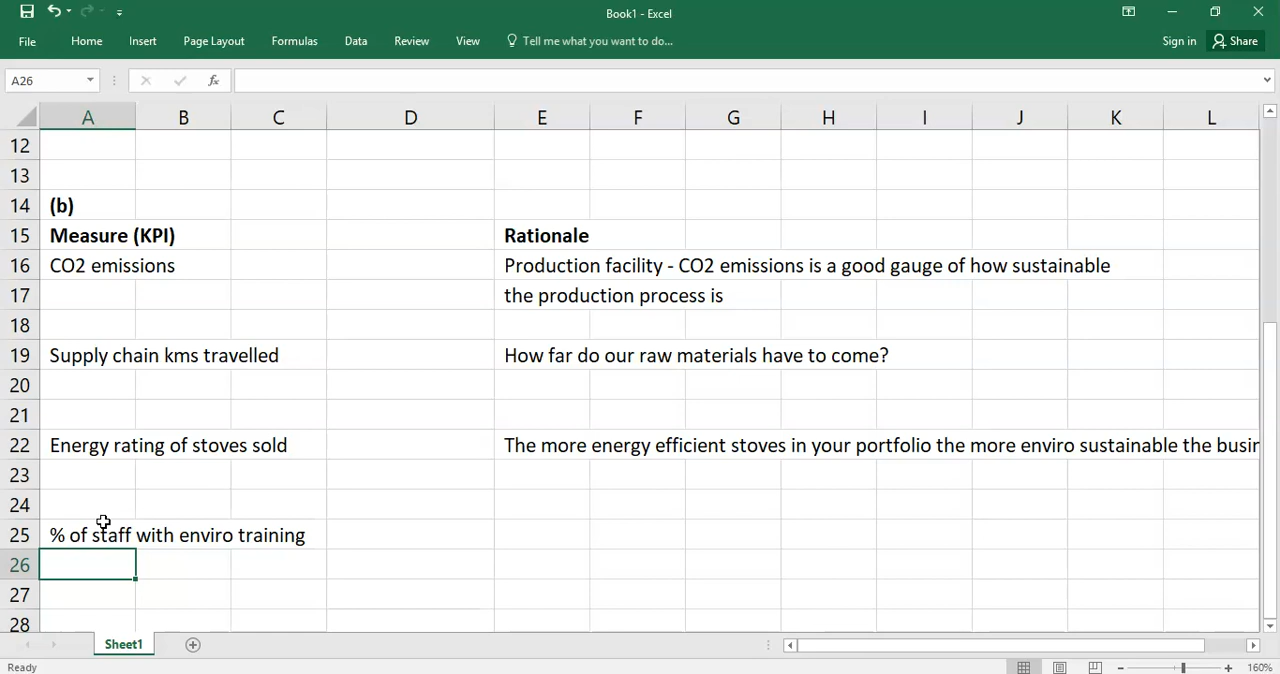 Book1 - Excel
File Home Insert Page Layout Formulas Data Review View Tell me what you want to do... Sign in Share
A26 fx
A B C D E F G H I J K L
12
13
14 (b)
15 Measure (KPI) Rationale
16 CO2 emissions Production facility - CO2 emissions is a good gauge of how sustainable
17 the production process is
18
19 Supply chain kms travelled How far do our raw materials have to come?
20
21
22 Energy rating of stoves sold The more energy efficient stoves in your portfolio the more enviro sustainable the busin
23
24
25 % of staff with enviro training
26
27
28
Sheet1
Ready 160%